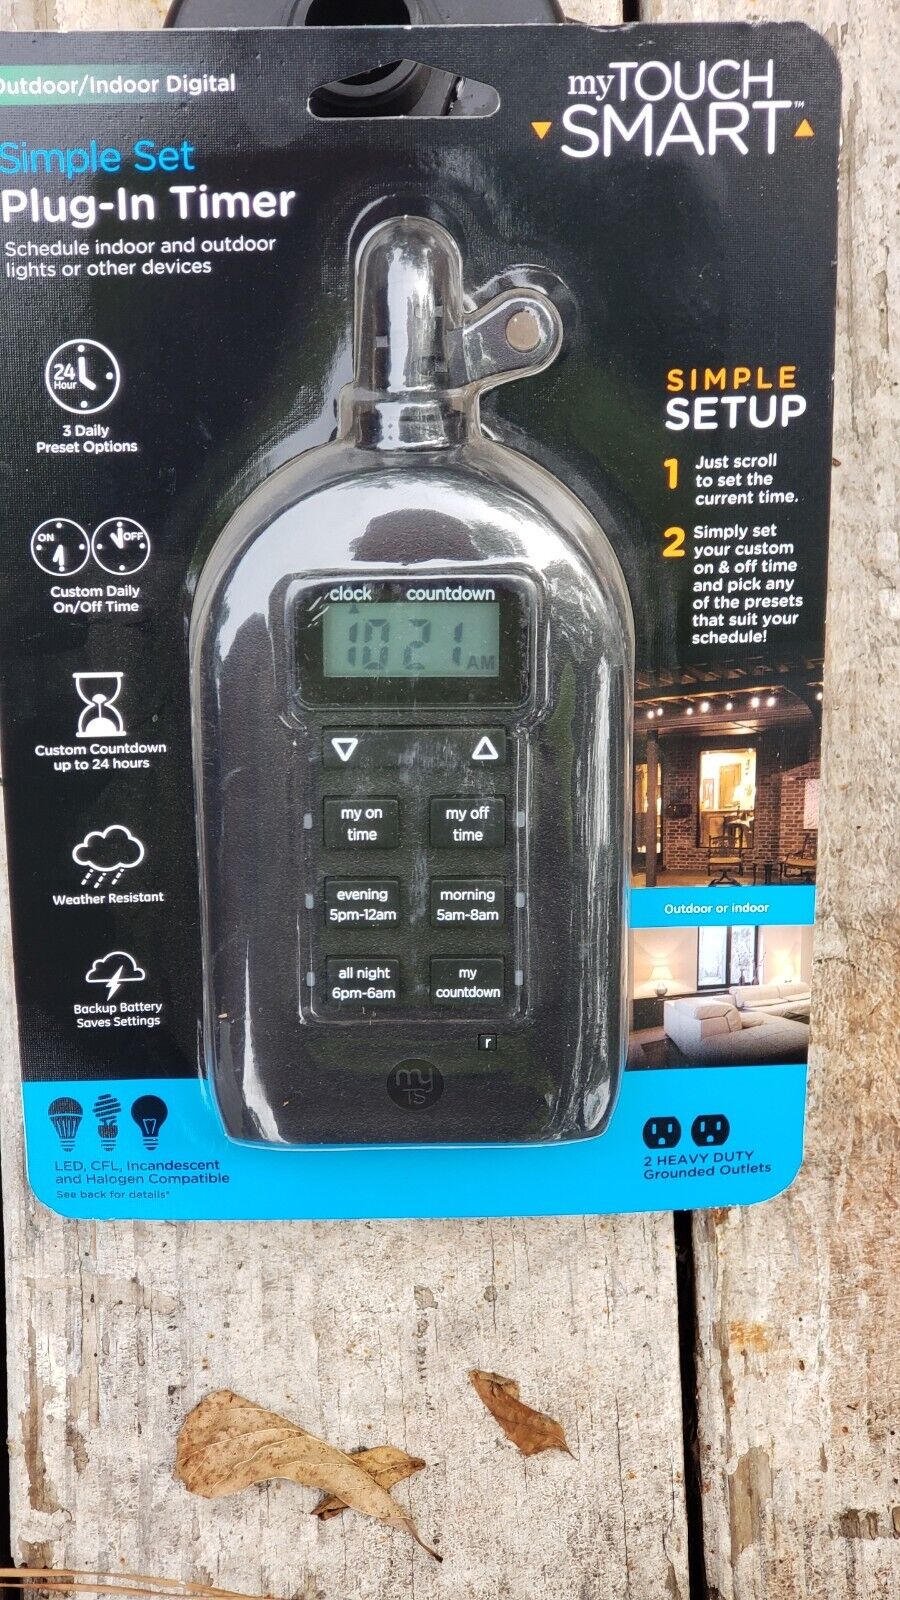 Outdoor/Indoor Digital
myTOUCH
SMART™
Simple Set
Plug-In Timer
Schedule indoor and outdoor
lights or other devices
24
Hour
3 Daily
Preset Options
ON
OFF
Custom Daily
On/Off Time
Custom Countdown
up to 24 hours
Weather Resistant
Backup Battery
Saves Settings
clock countdown
10 21 AM
my on
time
my off
time
evening
5pm-12am
morning
5am-8am
all night
6pm-6am
my
countdown
r
my
TS
SIMPLE
SETUP
1 Just scroll
to set the
current time.
2 Simply set
your custom
on & off time
and pick any
of the presets
that suit your
schedule!
Outdoor or indoor
LED, CFL, Incandescent
and Halogen Compatible
See back for details*
2 HEAVY DUTY
Grounded Outlets